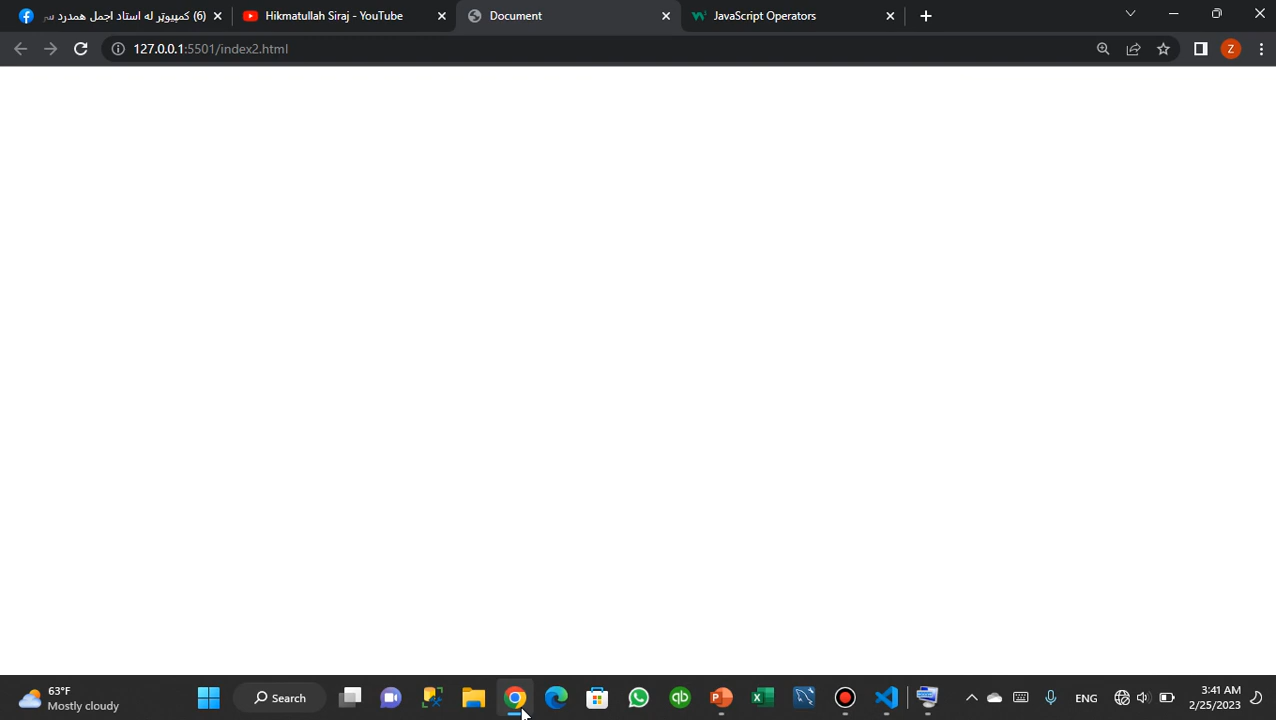 (6) کمپیوټر له استاد اجمل همدرد سر
Hikmatullah Siraj - YouTube
Document
JavaScript Operators
127.0.0.1:5501/index2.html
Z
63°F
Mostly cloudy
Search
ENG
3:41 AM
2/25/2023